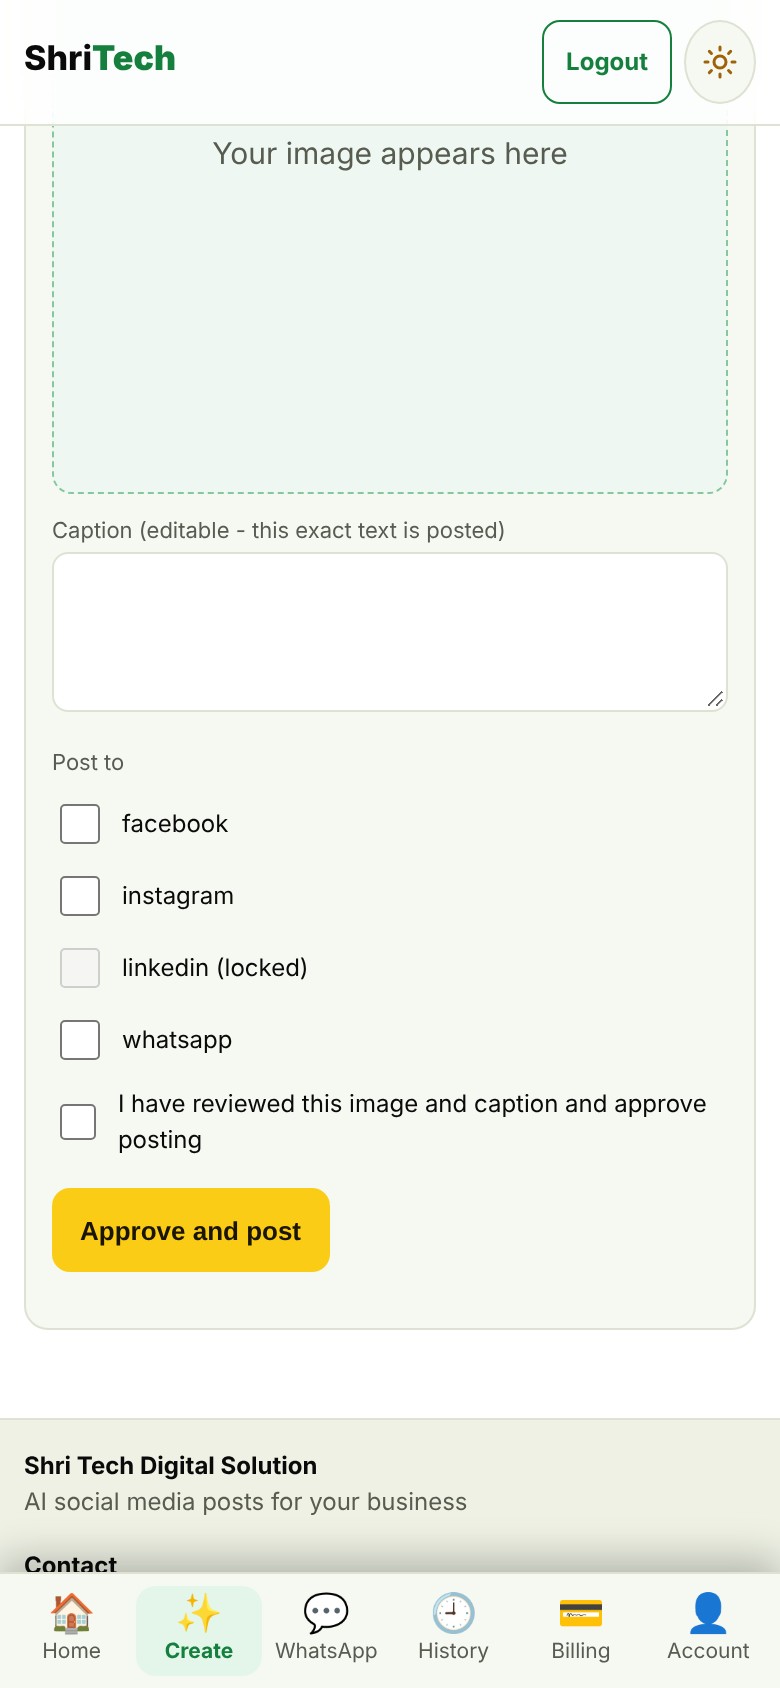 ShriTech
Logout
Your image appears here
Caption (editable - this exact text is posted)
Post to
facebook
instagram
linkedin (locked)
whatsapp
I have reviewed this image and caption and approve
posting
Approve and post
Shri Tech Digital Solution
AI social media posts for your business
Contact
Home
Create
WhatsApp
History
Billing
Account